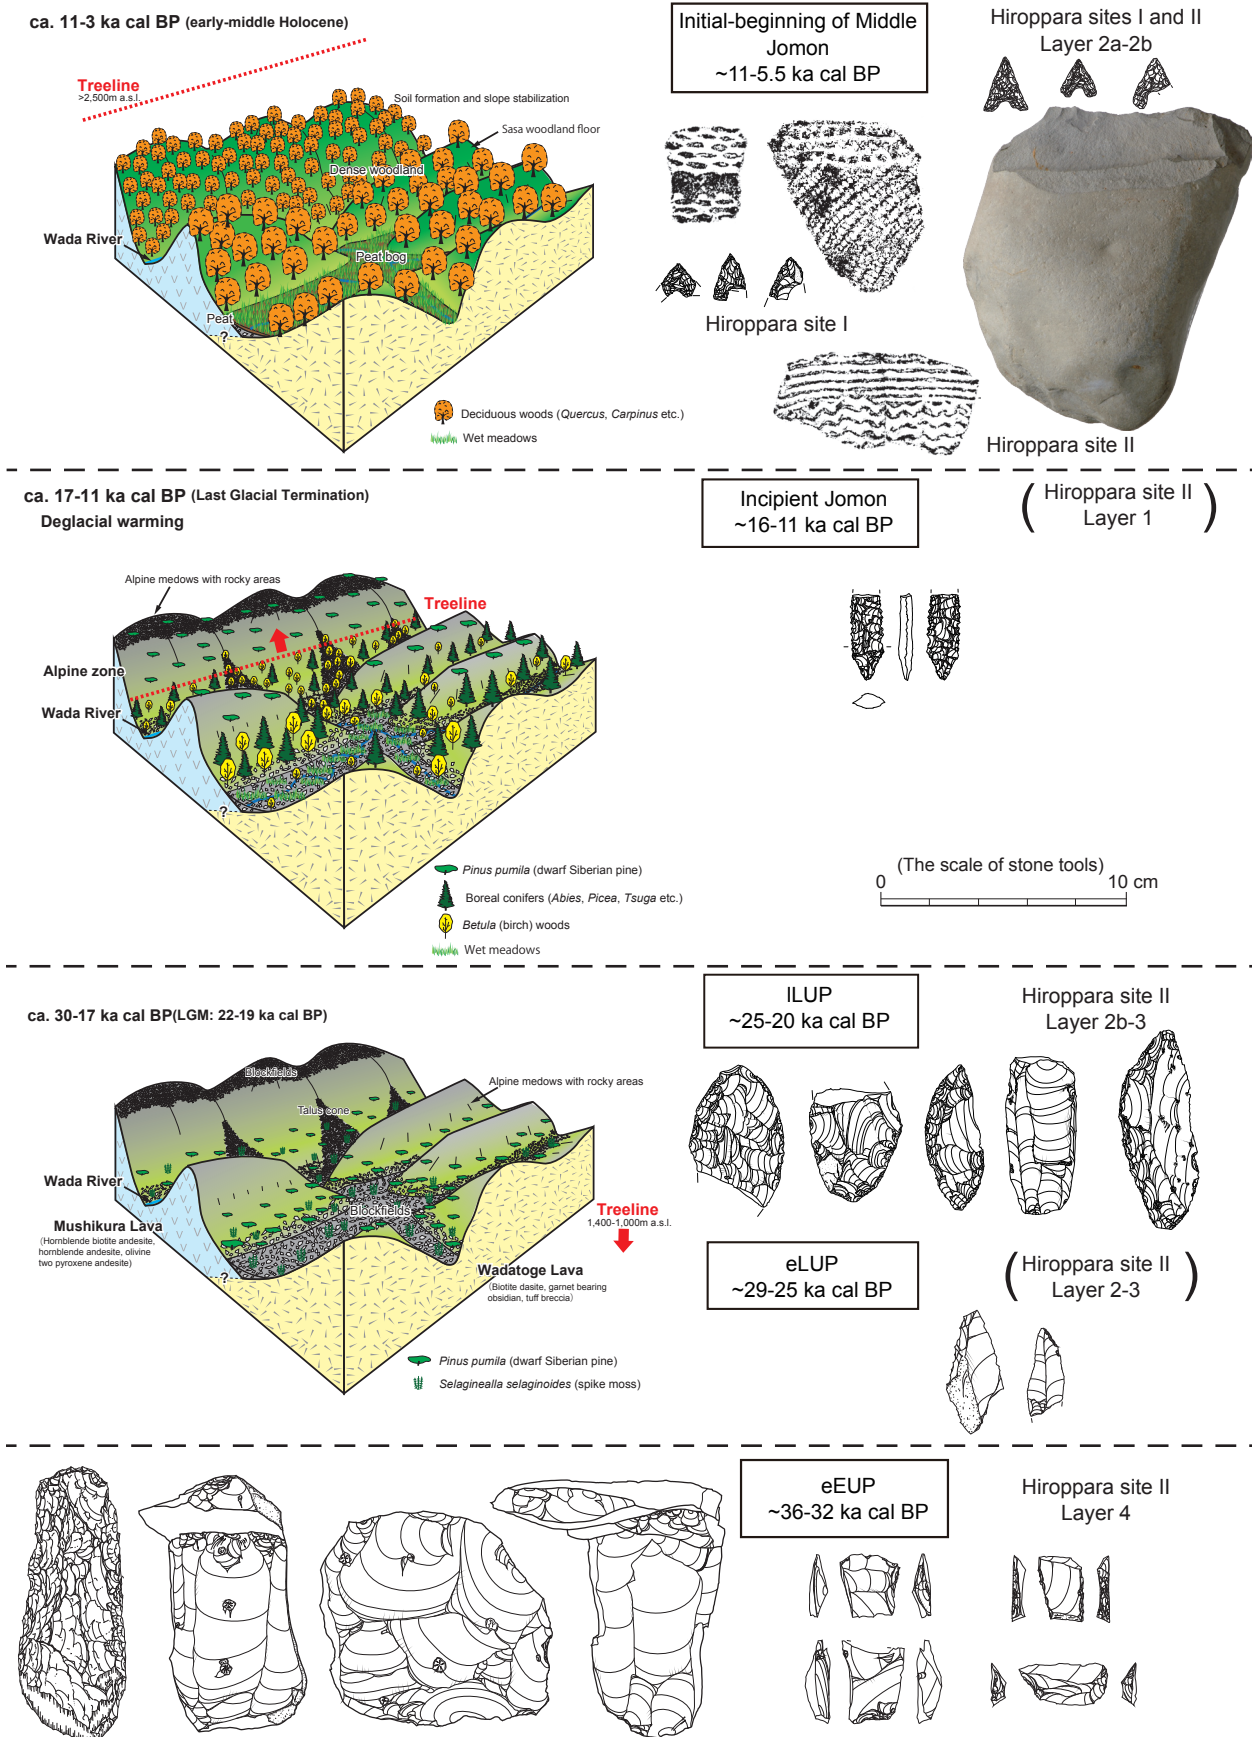 ca. 11-3 ka cal BP (early-middle Holocene)
Treeline
>2,500m a.s.l.
Soil formation and slope stabilization
Sasa woodland floor
Dense woodland
Wada River
Peat bog
Peat
?
Deciduous woods (Quercus, Carpinus etc.)
Wet meadows
Initial-beginning of Middle
Jomon
~11-5.5 ka cal BP
Hiroppara sites I and II
Layer 2a-2b
Hiroppara site I
Hiroppara site II
ca. 17-11 ka cal BP (Last Glacial Termination)
Deglacial warming
Alpine medows with rocky areas
Treeline
Alpine zone
Wada River
?
Pinus pumila (dwarf Siberian pine)
Boreal conifers (Abies, Picea, Tsuga etc.)
Betula (birch) woods
Wet meadows
Incipient Jomon
~16-11 ka cal BP
(Hiroppara site II
Layer 1)
(The scale of stone tools)
0 10 cm
ca. 30-17 ka cal BP(LGM: 22-19 ka cal BP)
Blockfields
Alpine medows with rocky areas
Talus cone
Wada River
Blockfields
Mushikura Lava
(Hornblende biotite andesite,
hornblende andesite, olivine
two pyroxene andesite)
?
Treeline
1,400-1,000m a.s.l.
Wadatoge Lava
(Biotite dasite, garnet bearing
obsidian, tuff breccia)
Pinus pumila (dwarf Siberian pine)
Selaginealla selaginoides (spike moss)
lLUP
~25-20 ka cal BP
Hiroppara site II
Layer 2b-3
eLUP
~29-25 ka cal BP
(Hiroppara site II
Layer 2-3)
eEUP
~36-32 ka cal BP
Hiroppara site II
Layer 4